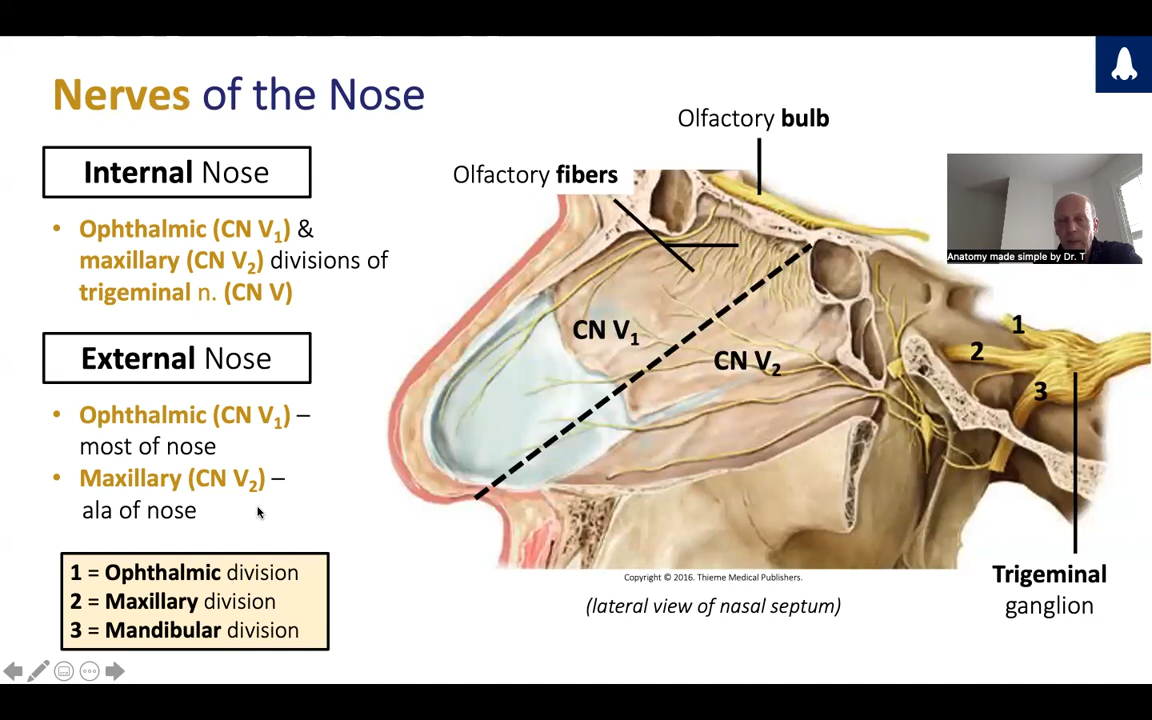 Nerves of the Nose
Internal Nose
• Ophthalmic (CN V1) &
maxillary (CN V2) divisions of
trigeminal n. (CN V)
External Nose
• Ophthalmic (CN V1) –
most of nose
• Maxillary (CN V2) –
ala of nose
1 = Ophthalmic division
2 = Maxillary division
3 = Mandibular division
Olfactory bulb
Olfactory fibers
CN V1
CN V2
1
2
3
Trigeminal
ganglion
Copyright © 2016. Thieme Medical Publishers.
(lateral view of nasal septum)
Anatomy made simple by Dr. T